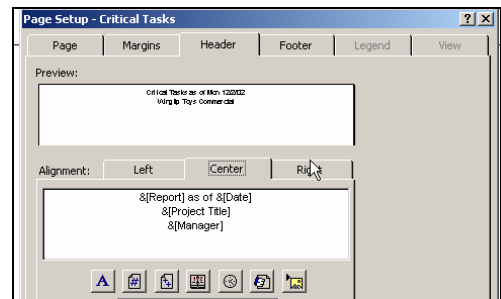 Page Setup - Critical Tasks
Page Margins Header Footer Legend View
Preview:
Critical Tasks as of Mon 12/2/02
Wingtip Toys Commercial
Alignment: Left Center Right
&[Report] as of &[Date]
&[Project Title]
&[Manager]